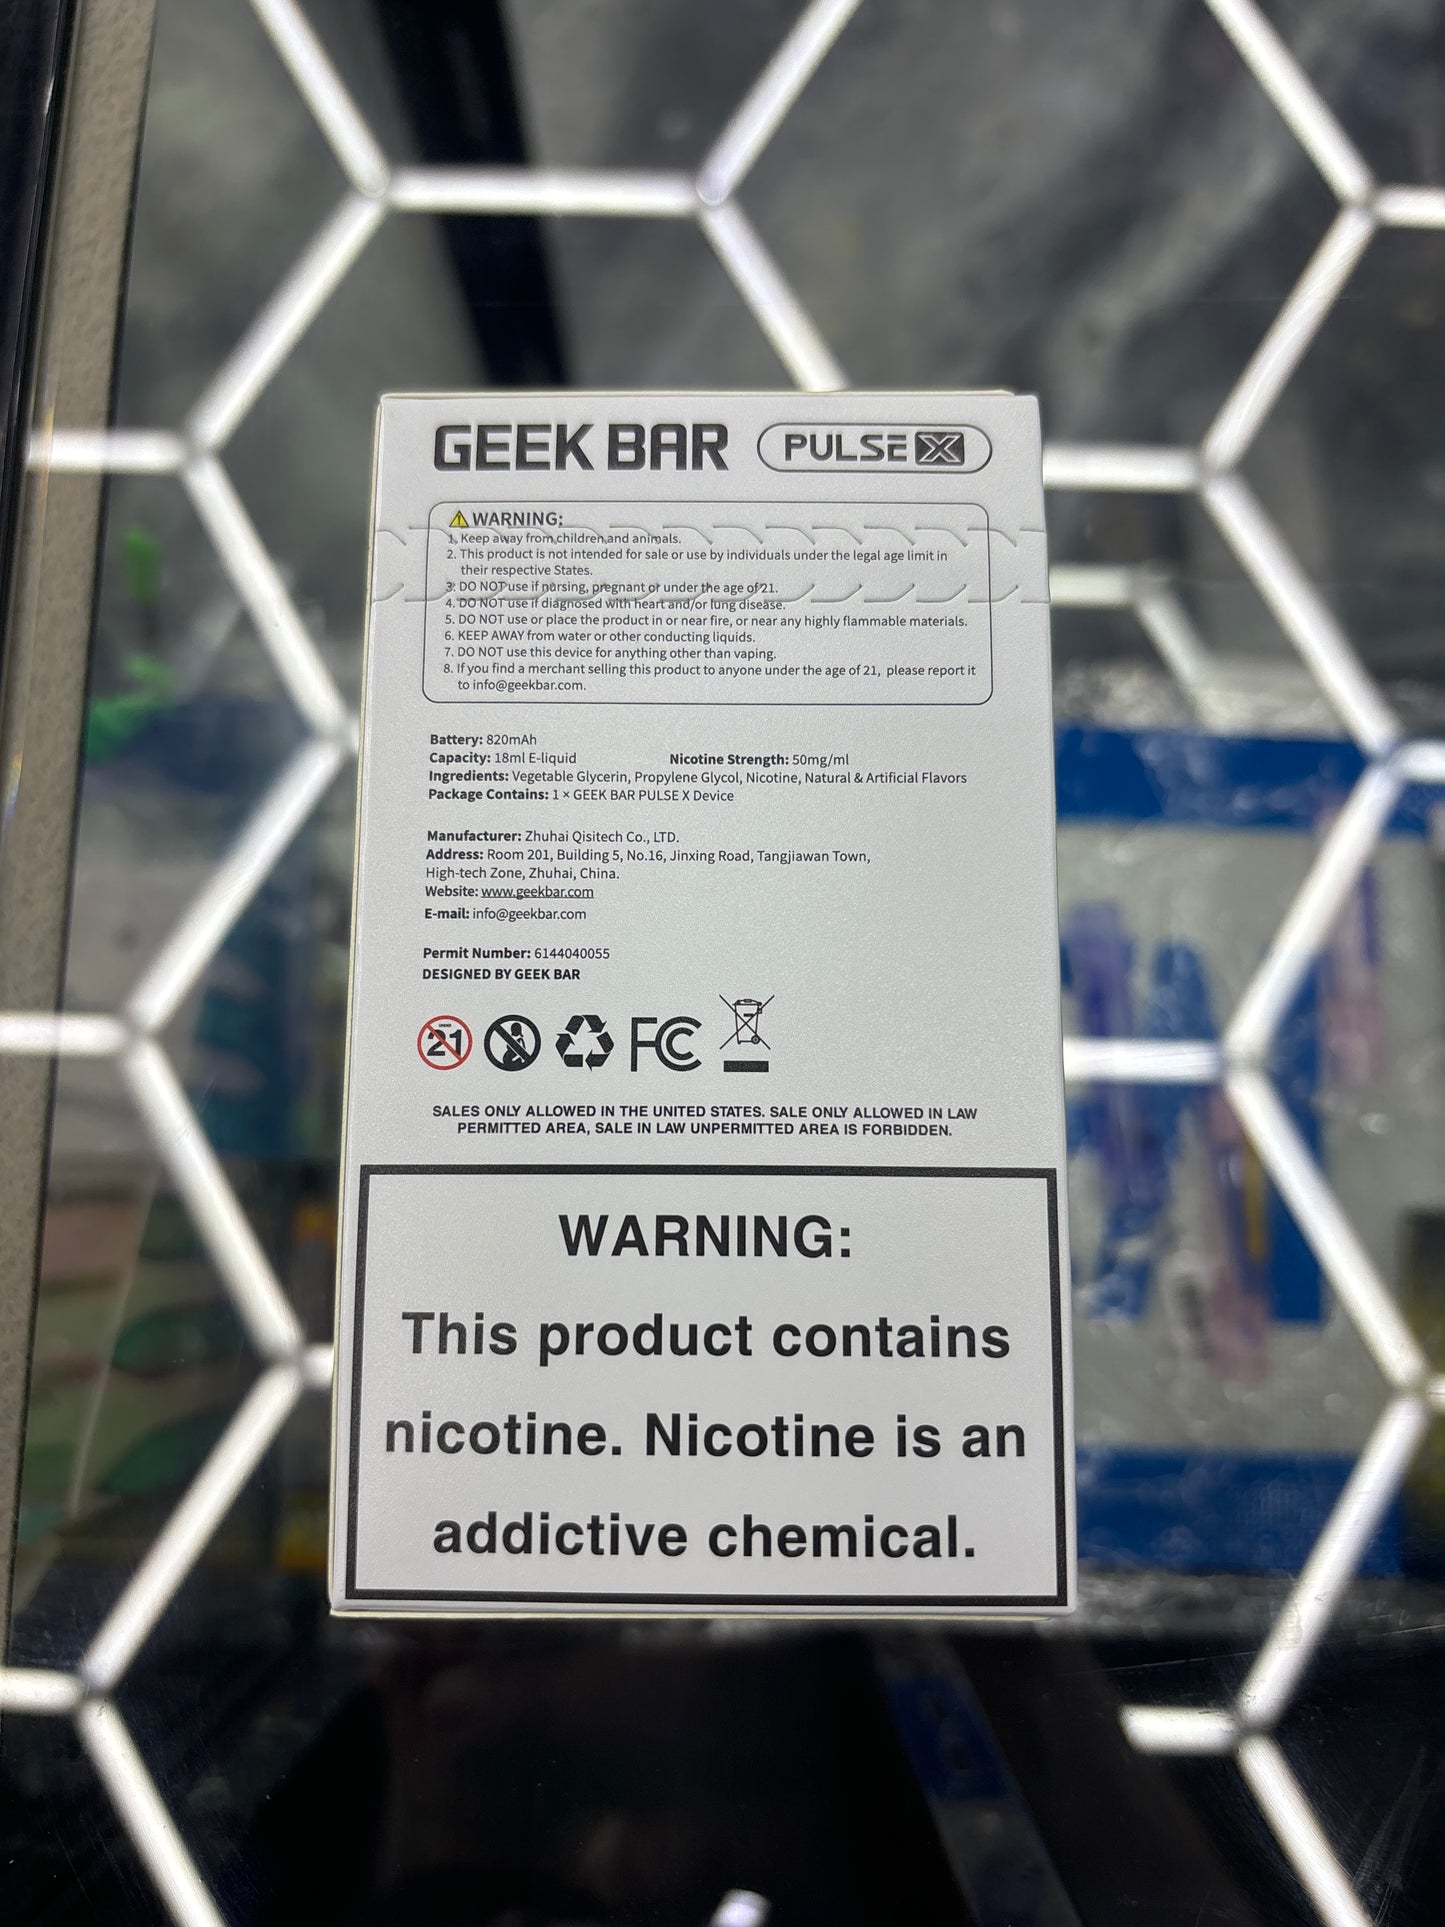 GEEK BAR PULSE X
WARNING:
1. Keep away from children and animals.
2. This product is not intended for sale or use by individuals under the legal age limit in
their respective States.
3. DO NOT use if nursing, pregnant or under the age of 21.
4. DO NOT use if diagnosed with heart and/or lung disease.
5. DO NOT use or place the product in or near fire, or near any highly flammable materials.
6. KEEP AWAY from water or other conducting liquids.
7. DO NOT use this device for anything other than vaping.
8. If you find a merchant selling this product to anyone under the age of 21, please report it
to info@geekbar.com.
Battery: 820mAh
Capacity: 18ml E-liquid Nicotine Strength: 50mg/ml
Ingredients: Vegetable Glycerin, Propylene Glycol, Nicotine, Natural & Artificial Flavors
Package Contains: 1 × GEEK BAR PULSE X Device
Manufacturer: Zhuhai Qisitech Co., LTD.
Address: Room 201, Building 5, No.16, Jinxing Road, Tangjiawan Town,
High-tech Zone, Zhuhai, China.
Website: www.geekbar.com
E-mail: info@geekbar.com
Permit Number: 6144040055
DESIGNED BY GEEK BAR
UNDER
21 FC
SALES ONLY ALLOWED IN THE UNITED STATES. SALE ONLY ALLOWED IN LAW
PERMITTED AREA, SALE IN LAW UNPERMITTED AREA IS FORBIDDEN.
WARNING:
This product contains
nicotine. Nicotine is an
addictive chemical.